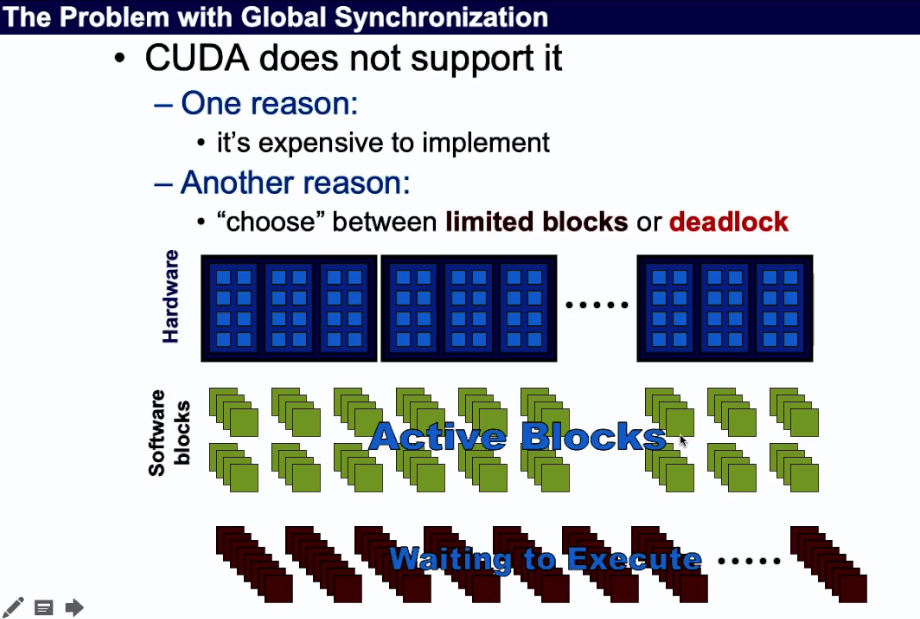 The Problem with Global Synchronization
• CUDA does not support it
– One reason:
• it's expensive to implement
– Another reason:
• “choose” between limited blocks or deadlock
Hardware
Software
blocks
Active Blocks
Waiting to Execute